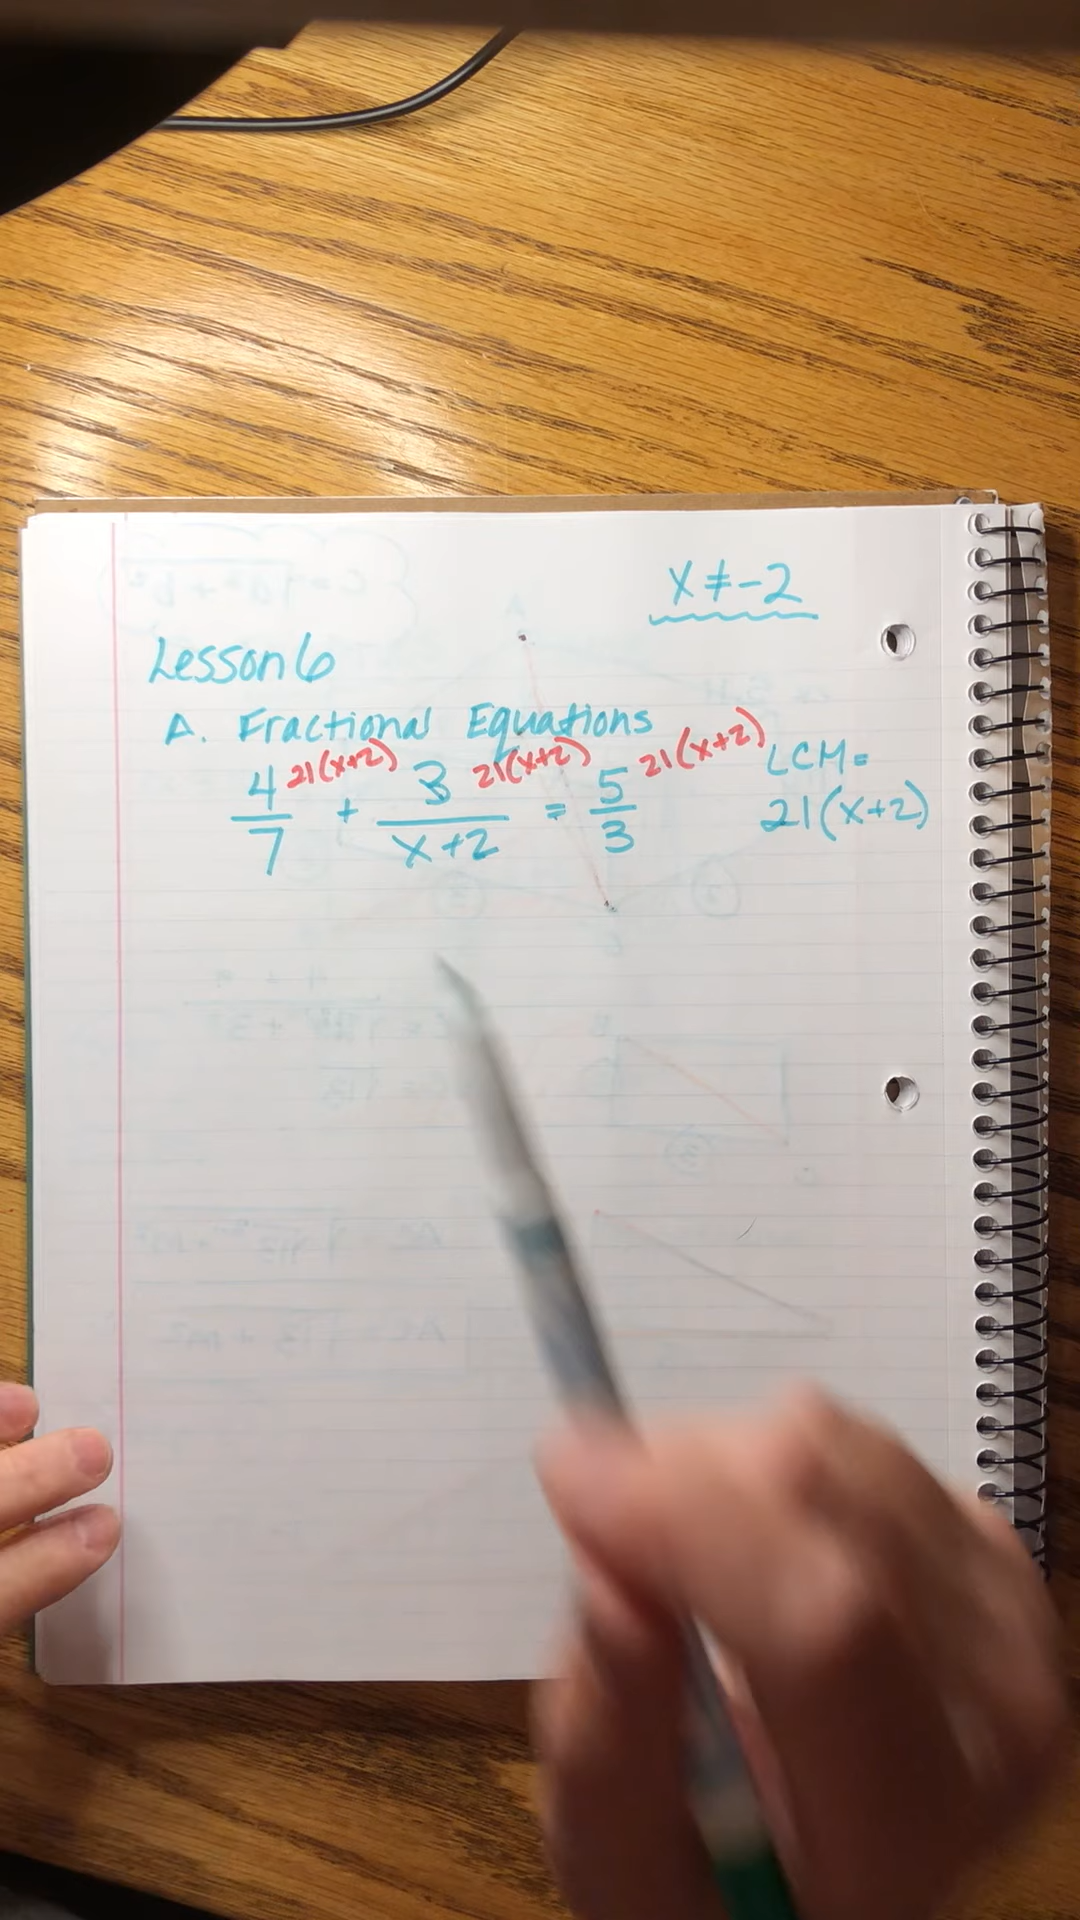 x ≠ -2
Lesson 6
A. Fractional Equations
4/7 21(x+2) + 3/(x+2) 21(x+2) = 5/3 21(x+2)
LCM =
21(x+2)